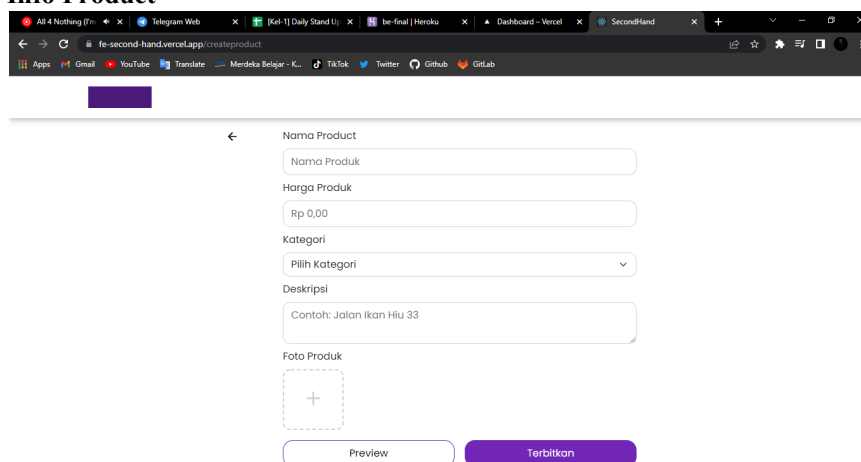 Info Product
All 4 Nothing (I'm
Telegram Web
[Kel-1] Daily Stand Up
be-final | Heroku
Dashboard – Vercel
SecondHand
fe-second-hand.vercel.app/createproduct
Apps
Gmail
YouTube
Translate
Merdeka Belajar - K...
TikTok
Twitter
Github
GitLab
Nama Product
Nama Produk
Harga Produk
Rp 0,00
Kategori
Pilih Kategori
Deskripsi
Contoh: Jalan Ikan Hiu 33
Foto Produk
Preview
Terbitkan